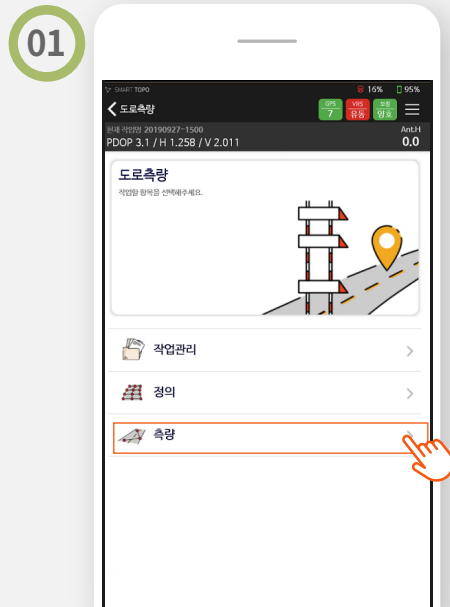 01
SMART TOPO 16% 95%
도로측량 GPS 7 VRS 유동 모뎀 양호
현재 작업명 20190927-1500 Ant.H
PDOP 3.1 / H 1.258 / V 2.011 0.0
도로측량
작업할 항목을 선택해주세요.
작업관리
정의
측량